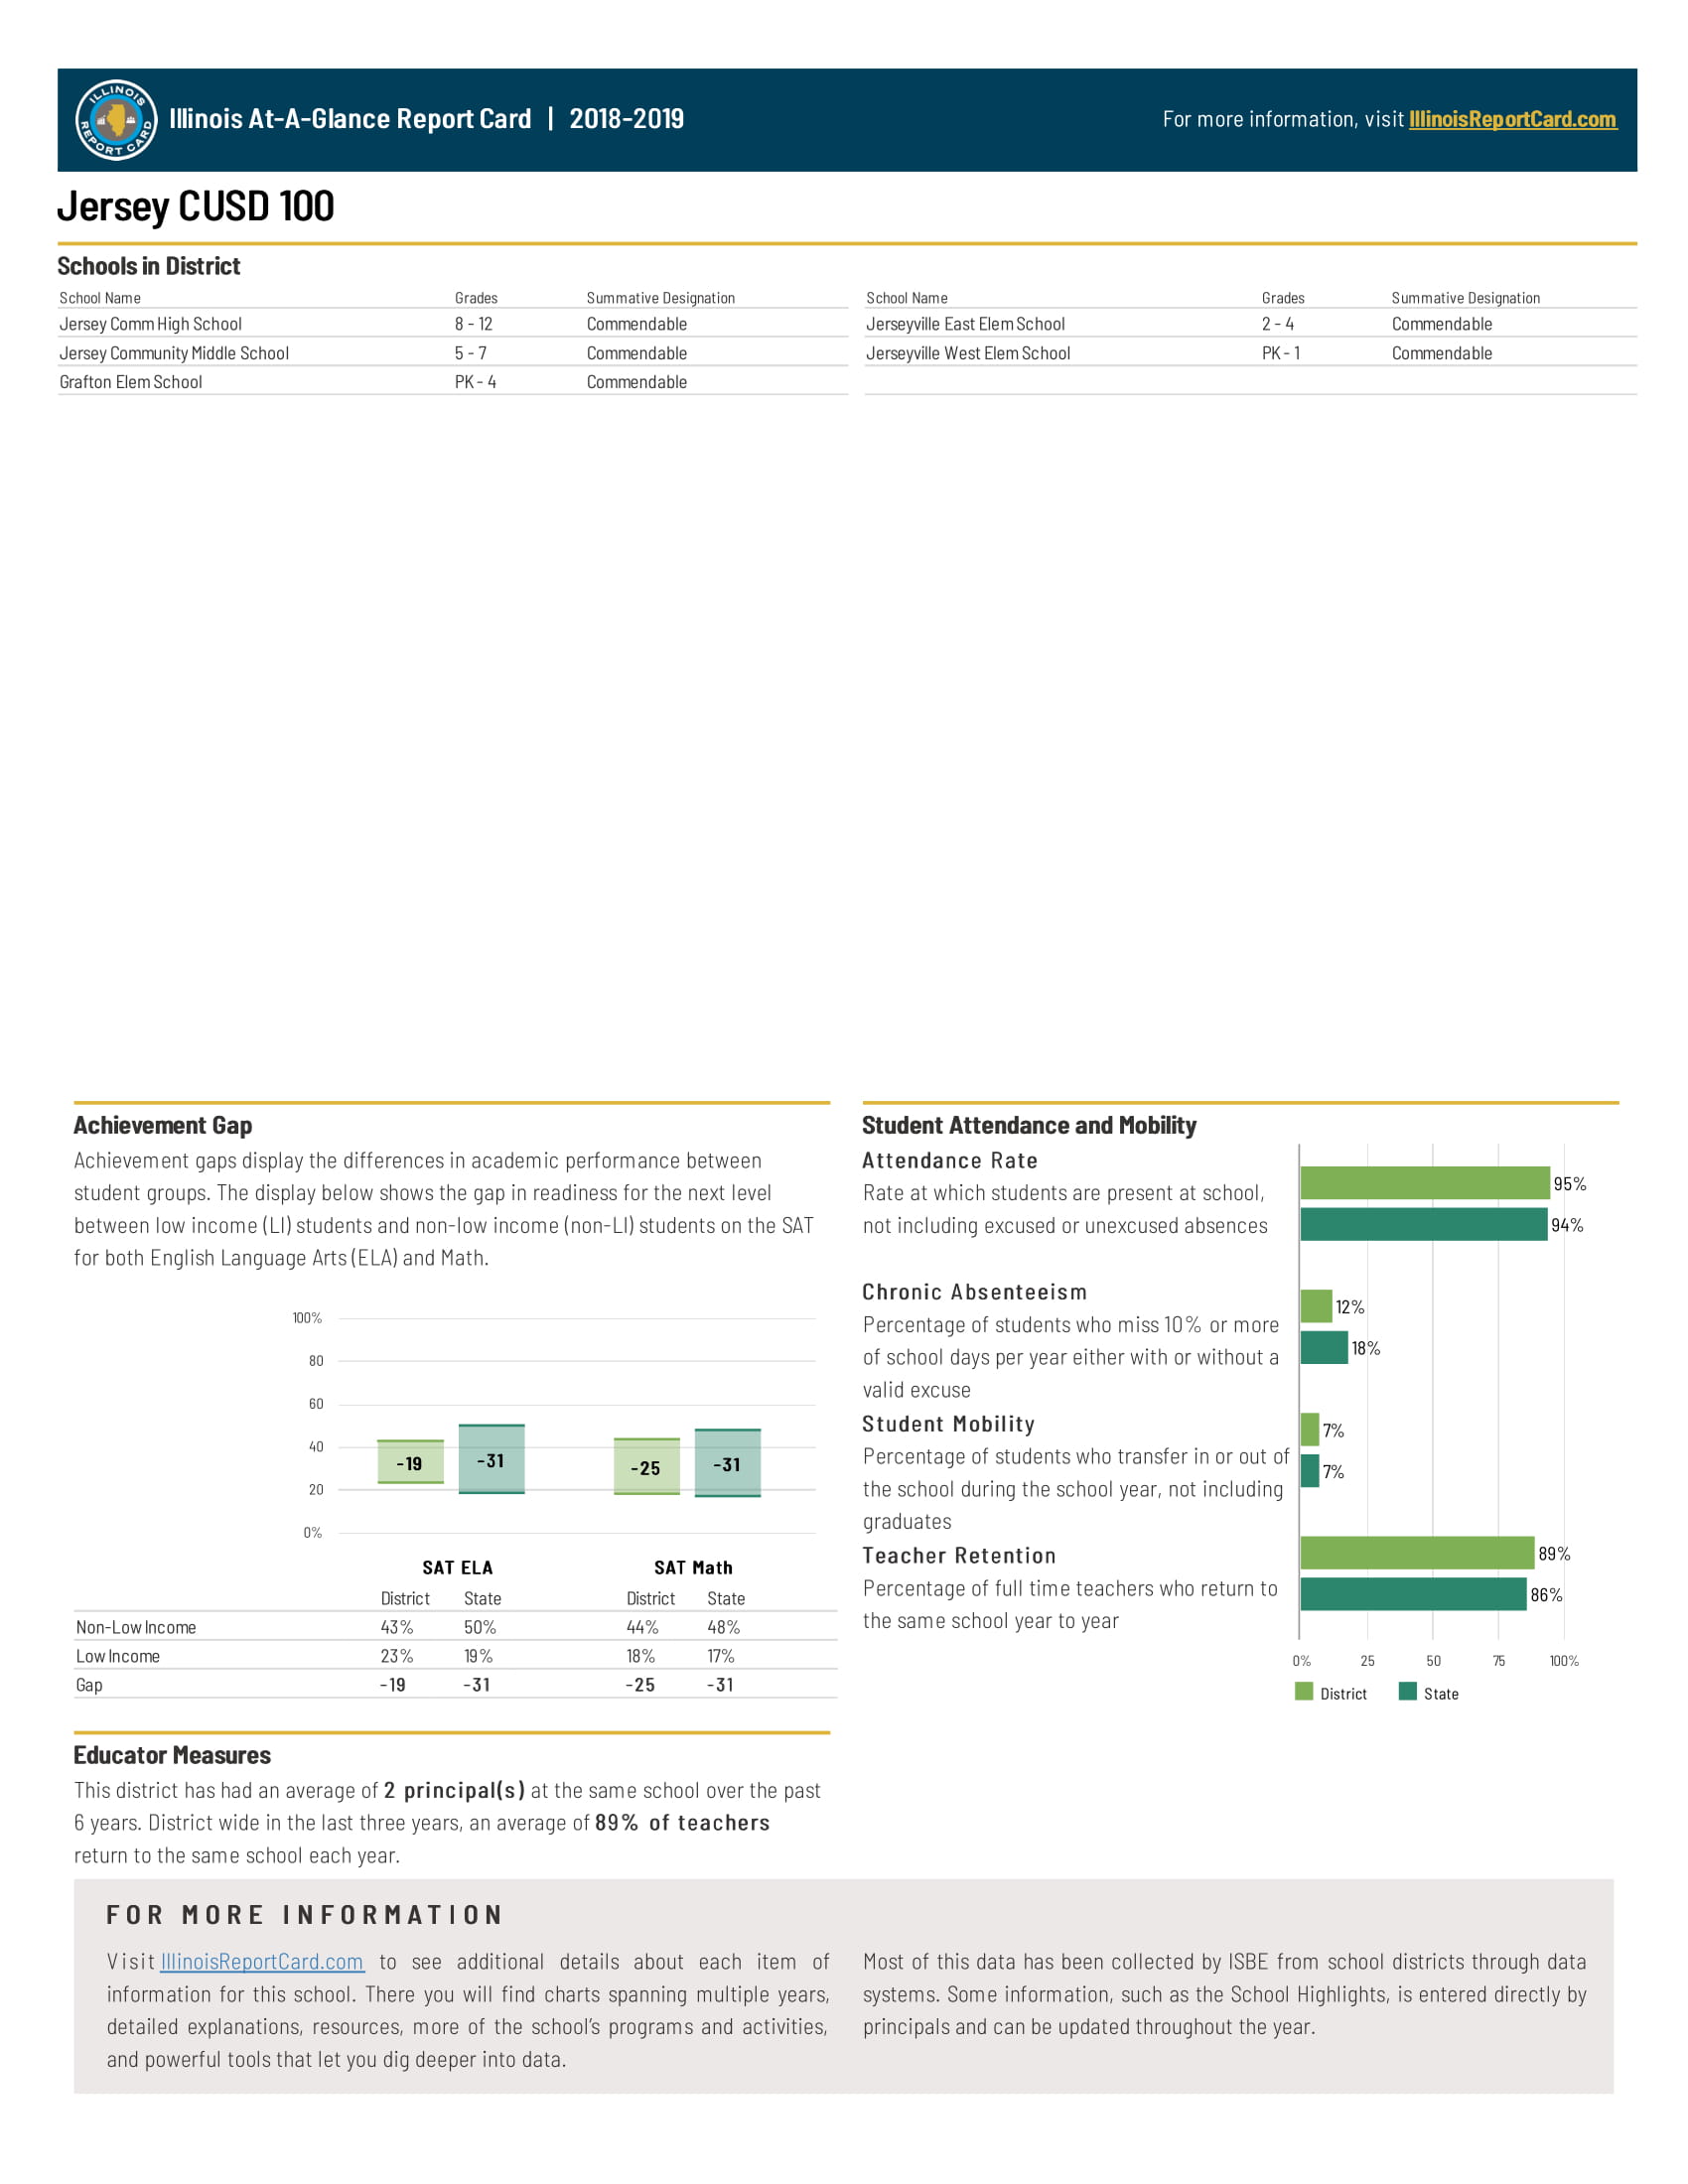 ILLINOIS REPORT CARD
Illinois At-A-Glance Report Card | 2018-2019
For more information, visit IllinoisReportCard.com
Jersey CUSD 100
Schools in District
School Name Grades Summative Designation
Jersey Comm High School 8 - 12 Commendable
Jersey Community Middle School 5 - 7 Commendable
Grafton Elem School PK - 4 Commendable
School Name Grades Summative Designation
Jerseyville East Elem School 2 - 4 Commendable
Jerseyville West Elem School PK - 1 Commendable
Achievement Gap
Achievement gaps display the differences in academic performance between
student groups. The display below shows the gap in readiness for the next level
between low income (LI) students and non-low income (non-LI) students on the SAT
for both English Language Arts (ELA) and Math.
100%
80
60
40
20
0%
-19
-31
-25
-31
SAT ELA SAT Math
District State District State
Non-Low Income 43% 50% 44% 48%
Low Income 23% 19% 18% 17%
Gap -19 -31 -25 -31
Educator Measures
This district has had an average of 2 principal(s) at the same school over the past
6 years. District wide in the last three years, an average of 89% of teachers
return to the same school each year.
Student Attendance and Mobility
Attendance Rate
Rate at which students are present at school,
not including excused or unexcused absences
95%
94%
Chronic Absenteeism
Percentage of students who miss 10% or more
of school days per year either with or without a
valid excuse
12%
18%
Student Mobility
Percentage of students who transfer in or out of
the school during the school year, not including
graduates
7%
7%
Teacher Retention
Percentage of full time teachers who return to
the same school year to year
89%
86%
0% 25 50 75 100%
District State
FOR MORE INFORMATION
Visit IllinoisReportCard.com to see additional details about each item of
information for this school. There you will find charts spanning multiple years,
detailed explanations, resources, more of the school's programs and activities,
and powerful tools that let you dig deeper into data.
Most of this data has been collected by ISBE from school districts through data
systems. Some information, such as the School Highlights, is entered directly by
principals and can be updated throughout the year.